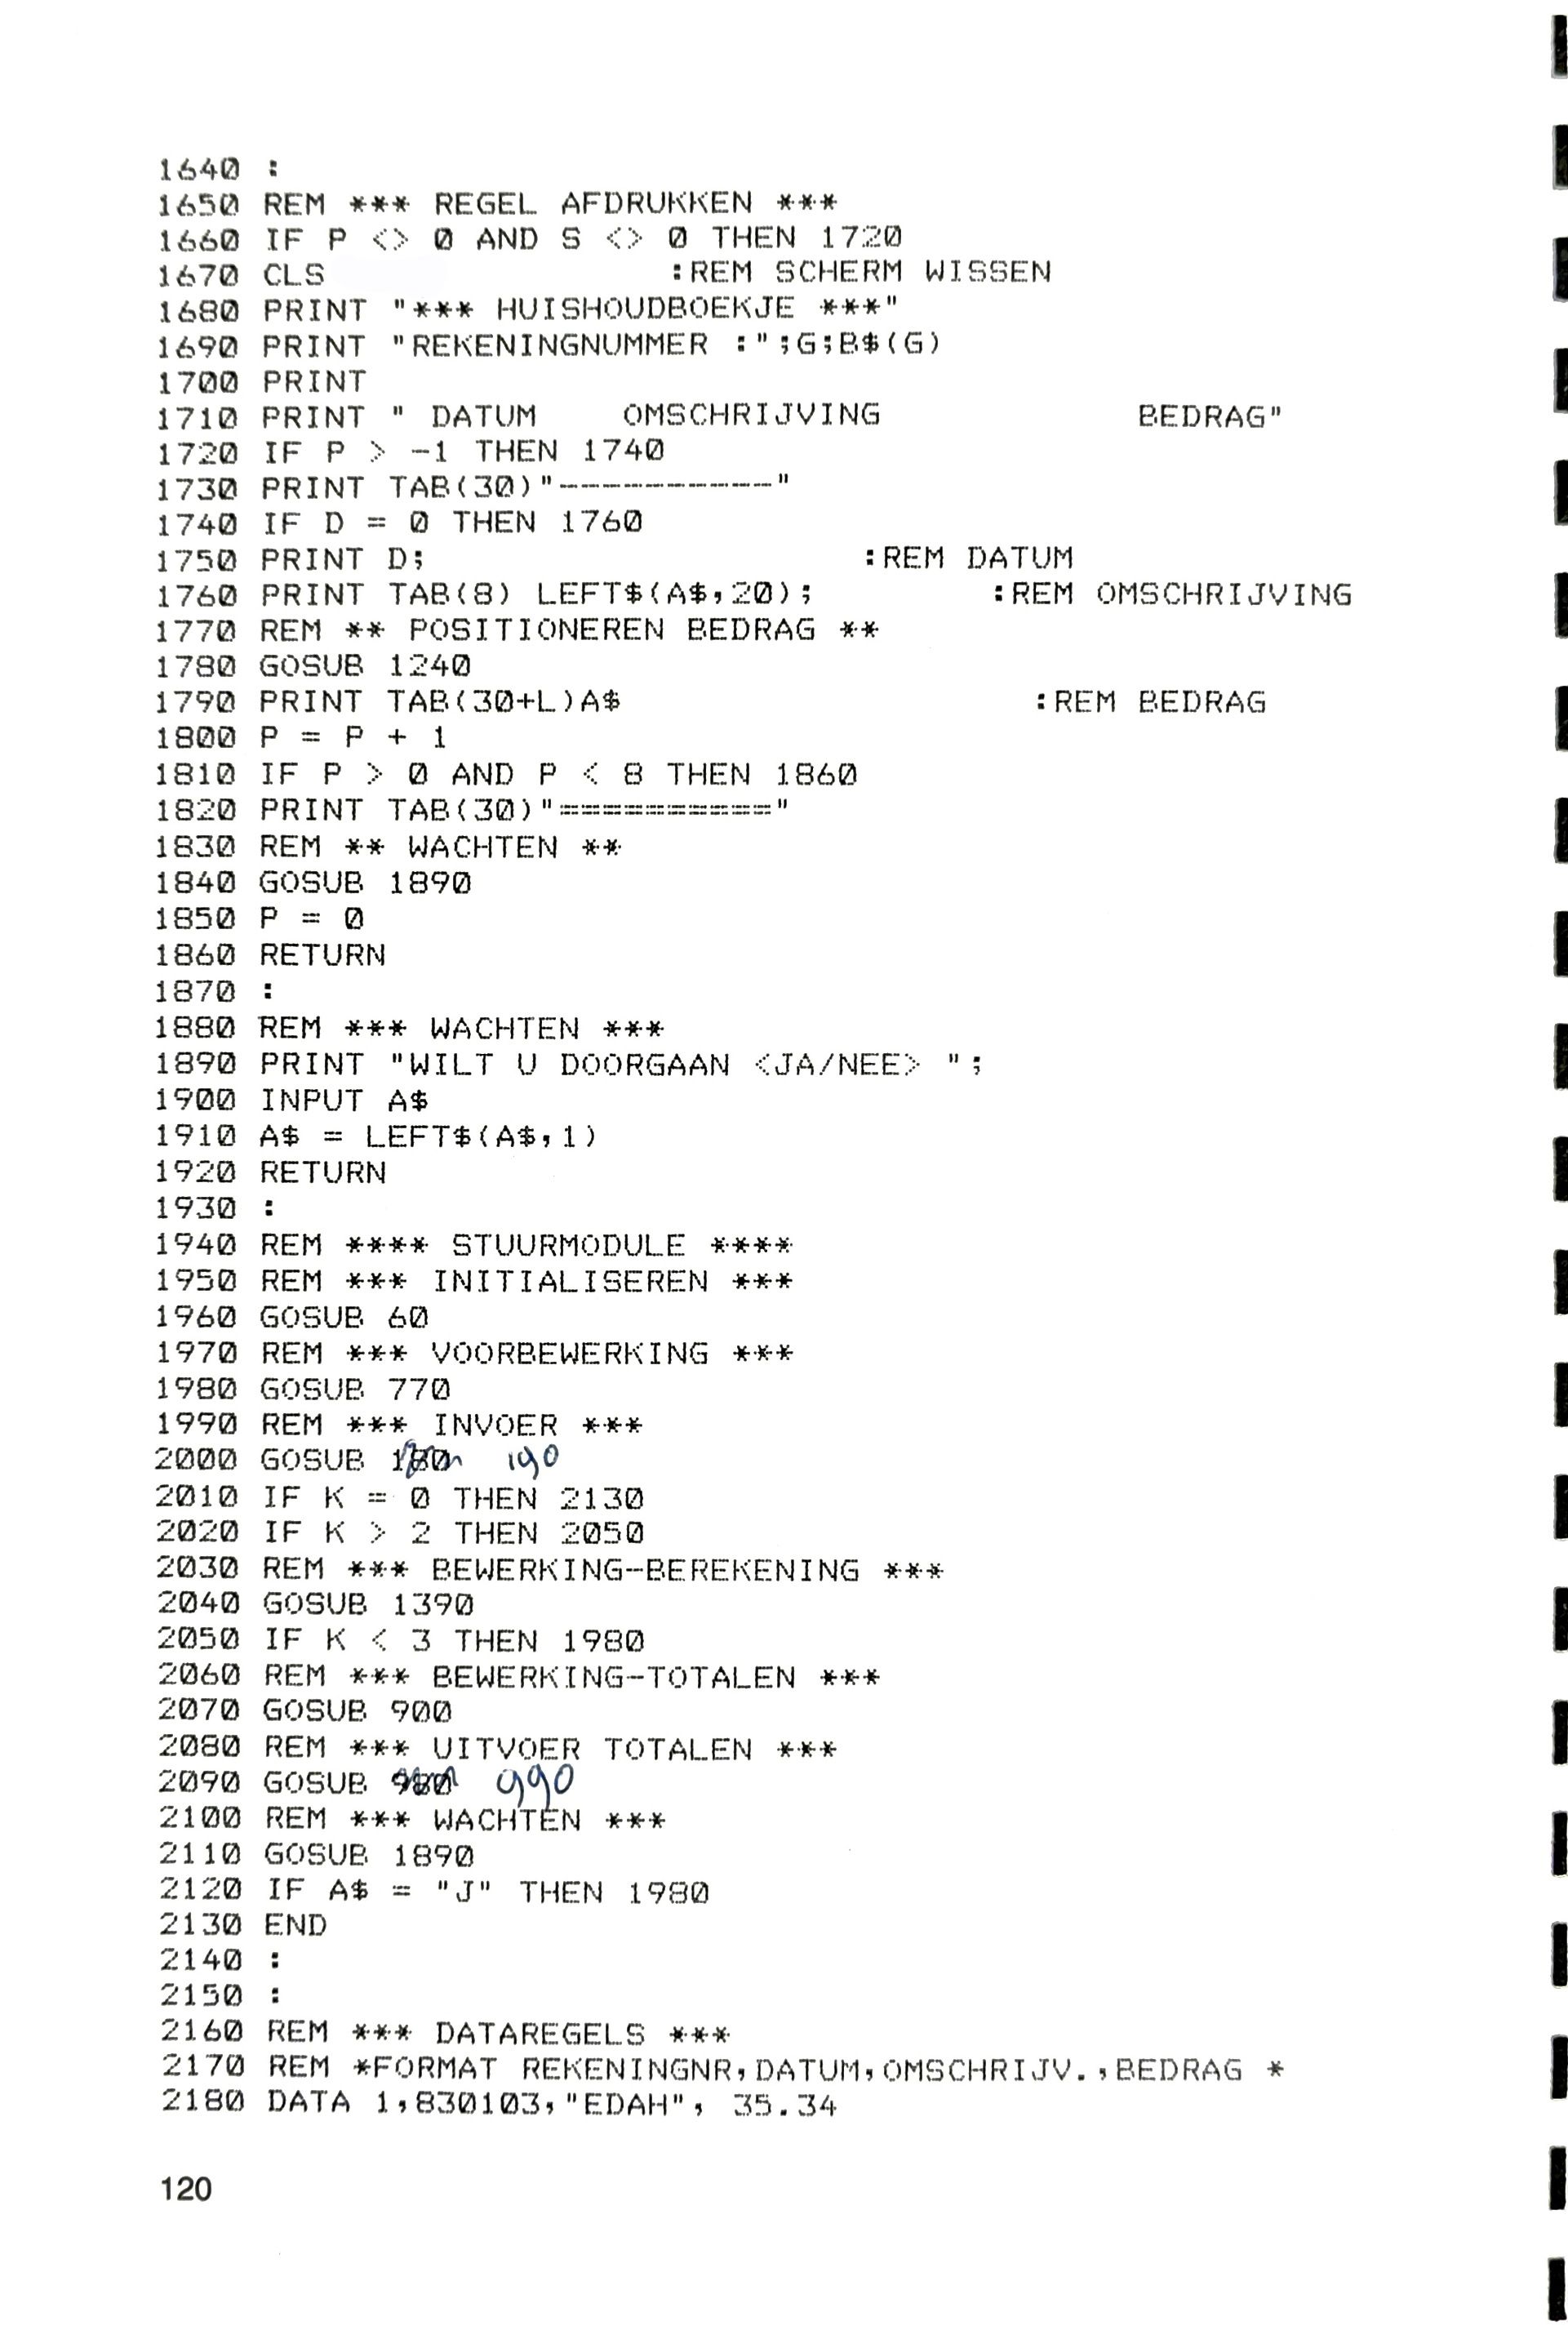 1640 :
1650 REM *** REGEL AFDRUKKEN ***
1660 IF P <> 0 AND S <> 0 THEN 1720
1670 CLS                :REM SCHERM WISSEN
1680 PRINT "*** HUISHOUDBOEKJE ***"
1690 PRINT "REKENINGNUMMER :";G;B$(G)
1700 PRINT
1710 PRINT " DATUM    OMSCHRIJVING            BEDRAG"
1720 IF P > -1 THEN 1740
1730 PRINT TAB(30)"----------"
1740 IF D = 0 THEN 1760
1750 PRINT D;                     :REM DATUM
1760 PRINT TAB(8) LEFT$(A$,20);         :REM OMSCHRIJVING
1770 REM ** POSITIONEREN BEDRAG **
1780 GOSUB 1240
1790 PRINT TAB(30+L)A$                    :REM BEDRAG
1800 P = P + 1
1810 IF P > 0 AND P < 8 THEN 1860
1820 PRINT TAB(30)"=========="
1830 REM ** WACHTEN **
1840 GOSUB 1890
1850 P = 0
1860 RETURN
1870 :
1880 REM *** WACHTEN ***
1890 PRINT "WILT U DOORGAAN <JA/NEE> ";
1900 INPUT A$
1910 A$ = LEFT$(A$,1)
1920 RETURN
1930 :
1940 REM **** STUURMODULE ****
1950 REM *** INITIALISEREN ***
1960 GOSUB 60
1970 REM *** VOORBEWERKING ***
1980 GOSUB 770
1990 REM *** INVOER ***
2000 GOSUB 180 190
2010 IF K = 0 THEN 2130
2020 IF K > 2 THEN 2050
2030 REM *** BEWERKING-BEREKENING ***
2040 GOSUB 1390
2050 IF K < 3 THEN 1980
2060 REM *** BEWERKING-TOTALEN ***
2070 GOSUB 900
2080 REM *** UITVOER TOTALEN ***
2090 GOSUB 980 990
2100 REM *** WACHTEN ***
2110 GOSUB 1890
2120 IF A$ = "J" THEN 1980
2130 END
2140 :
2150 :
2160 REM *** DATAREGELS ***
2170 REM *FORMAT REKENINGNR,DATUM,OMSCHRIJV.,BEDRAG *
2180 DATA 1,830103,"EDAH", 35.34
120